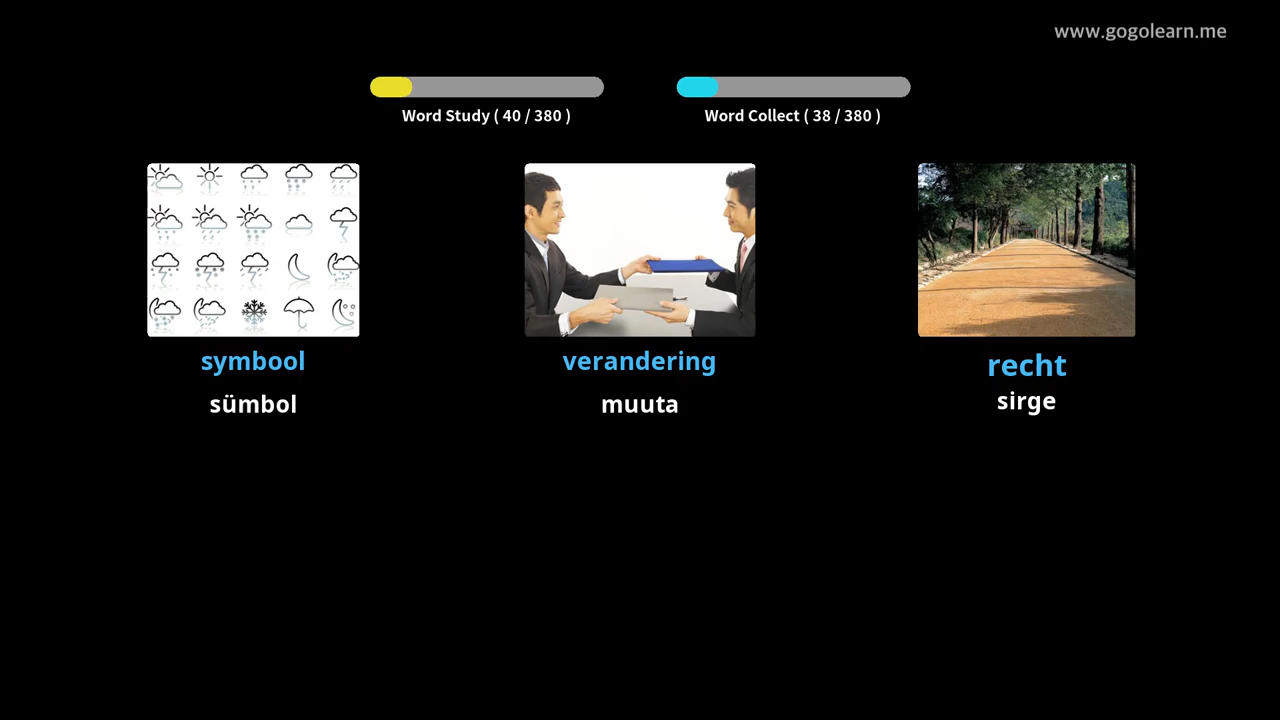 www.gogolearn.me
Word Study ( 40 / 380 )
Word Collect ( 38 / 380 )
symbool
verandering
recht
sümbol
muuta
sirge